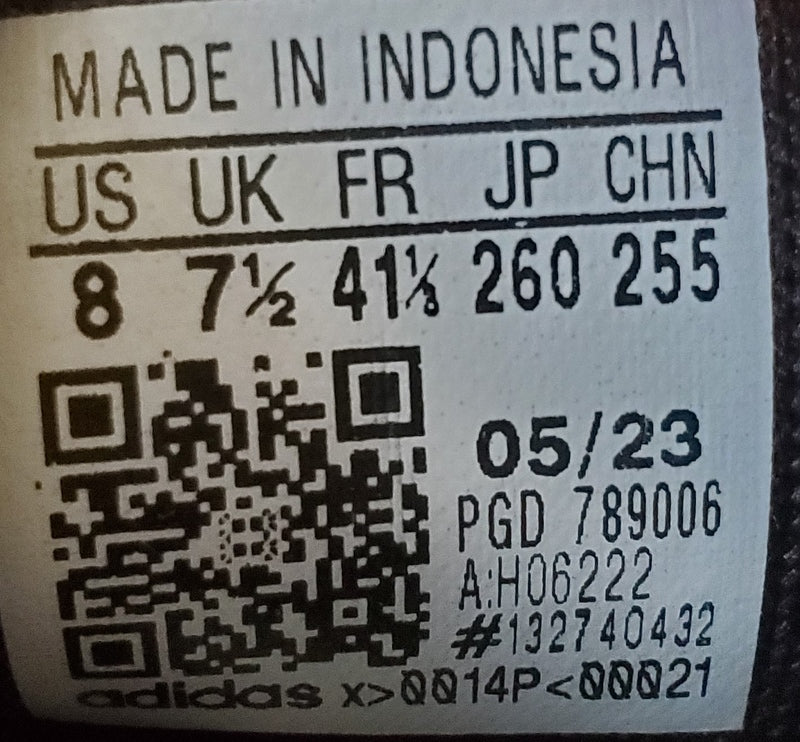 MADE IN INDONESIA
US UK FR JP CHN
8 7½ 41⅓ 260 255
05/23
PGD 789006
A:H06222
#132740432
adidas X>0014P<00021